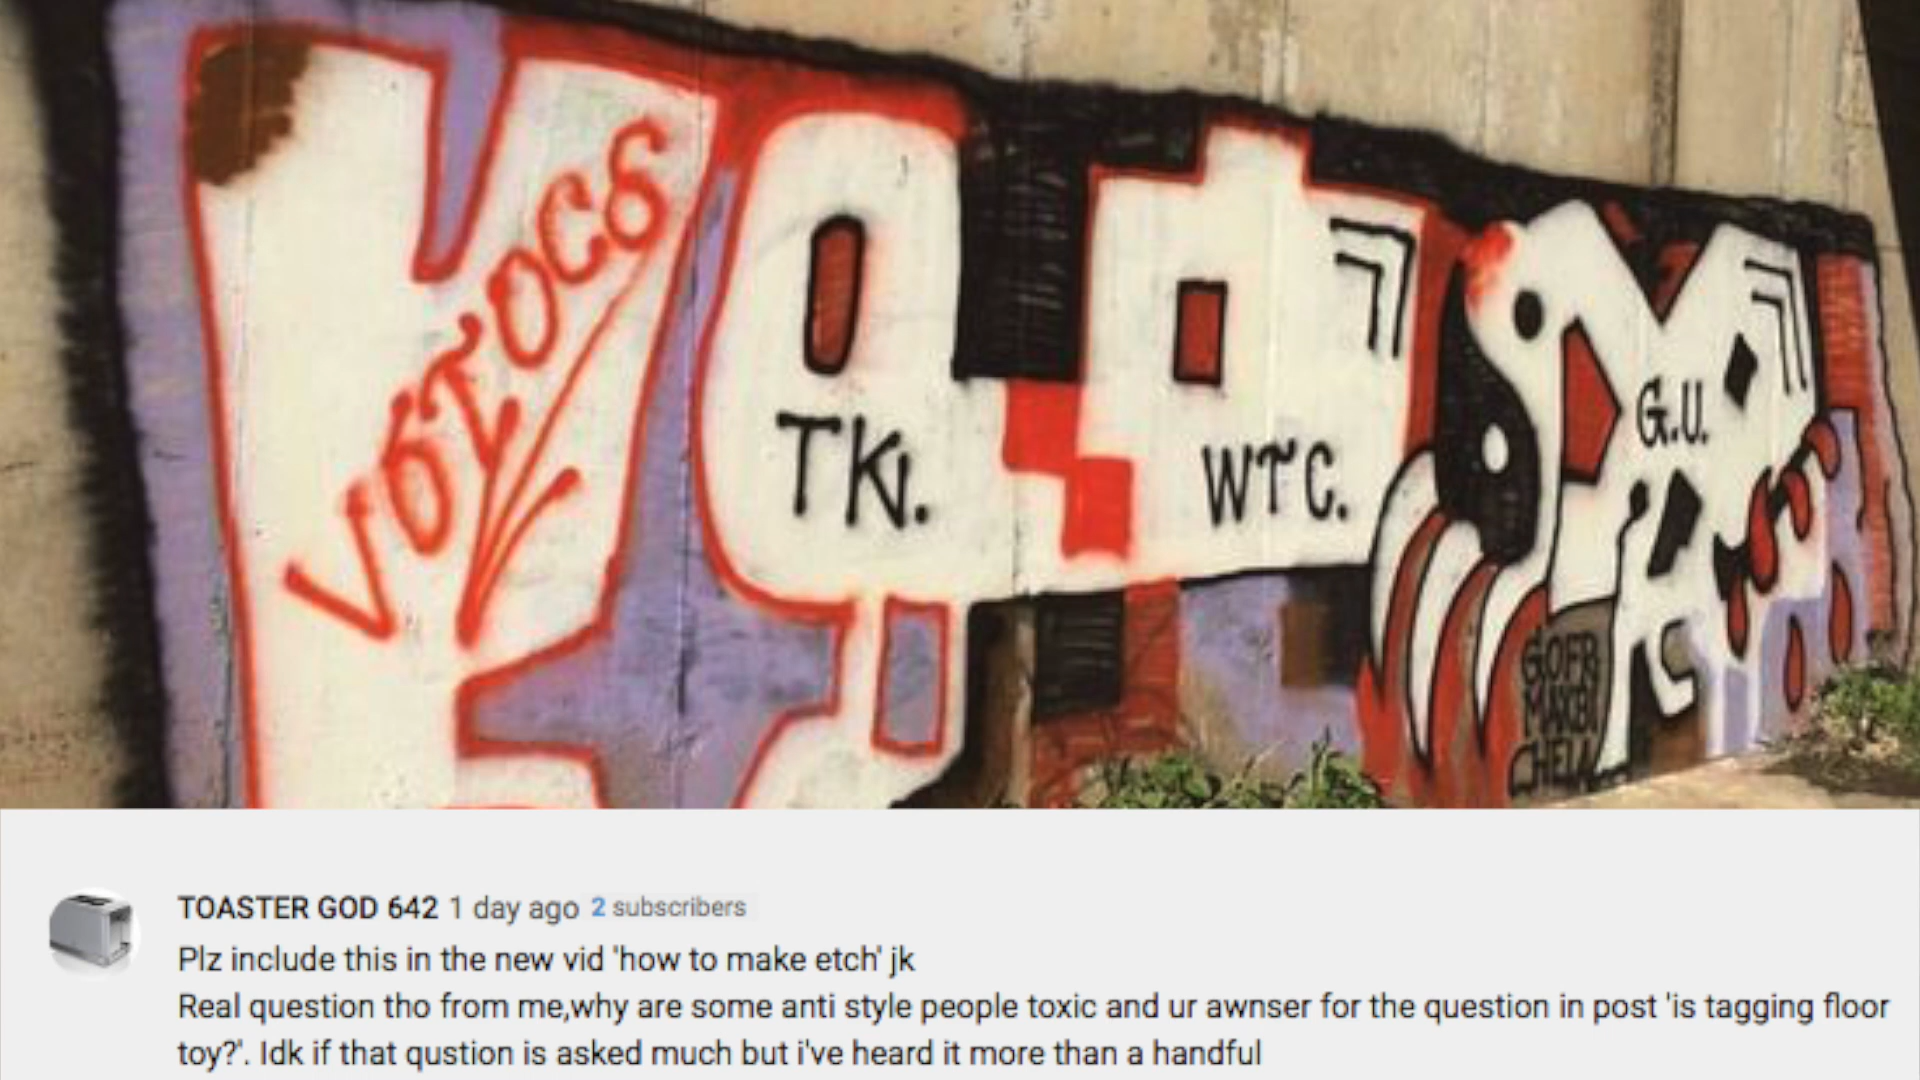 TKi.
WTC.
G.U.
TOASTER GOD 642 1 day ago 2 subscribers
Plz include this in the new vid 'how to make etch' jk
Real question tho from me,why are some anti style people toxic and ur awnser for the question in post 'is tagging floor
toy?'. Idk if that qustion is asked much but i've heard it more than a handful